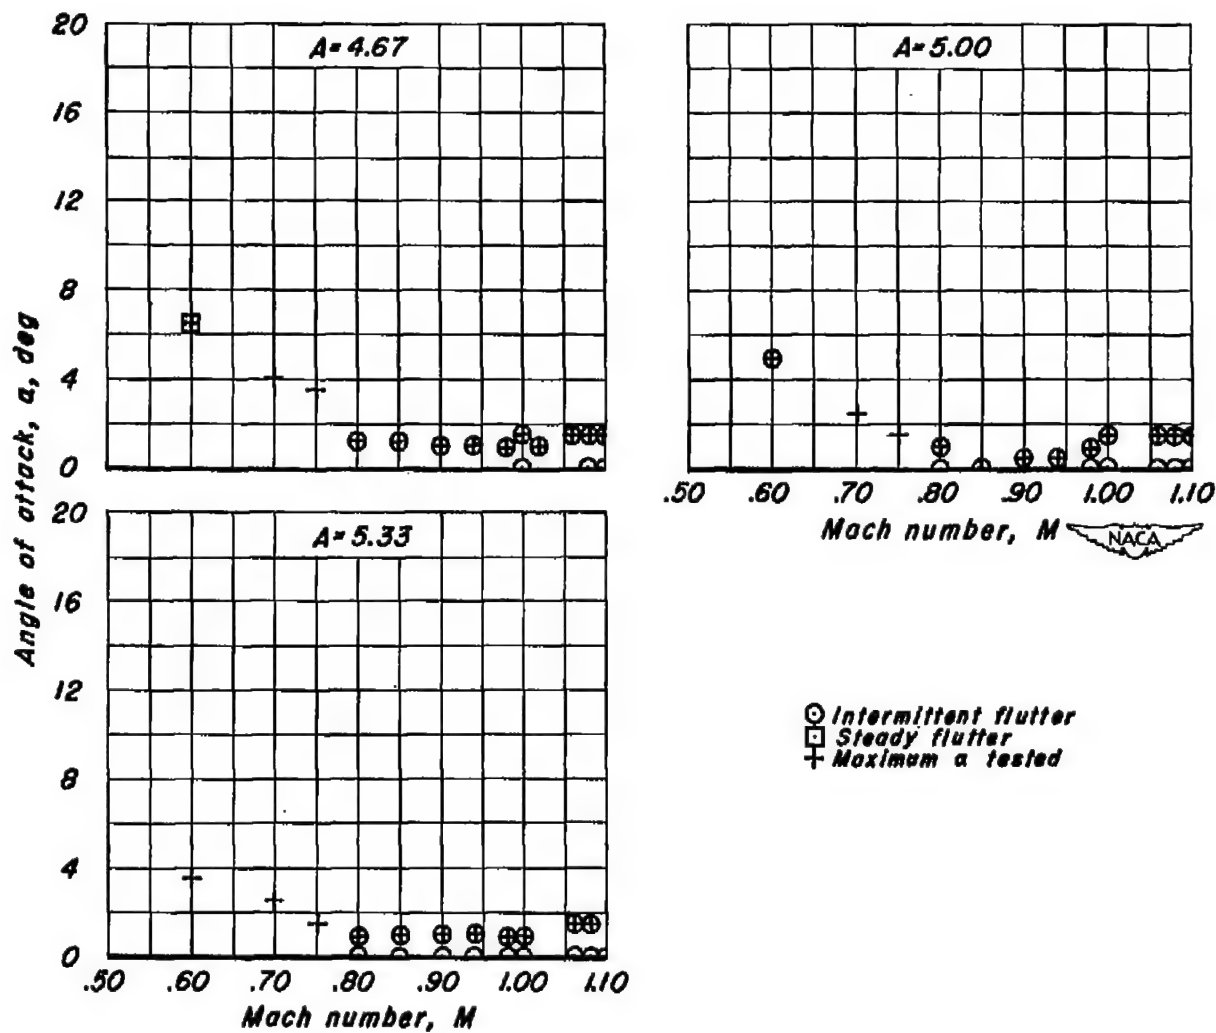 A=4.67
20
16
12
8
4
0
A=5.00
.50 .60 .70 .80 .90 1.00 1.10
Mach number, M
NACA
Angle of attack, α, deg
A=5.33
20
16
12
8
4
0
.50 .60 .70 .80 .90 1.00 1.10
Mach number, M
Intermittent flutter
Steady flutter
Maximum α tested